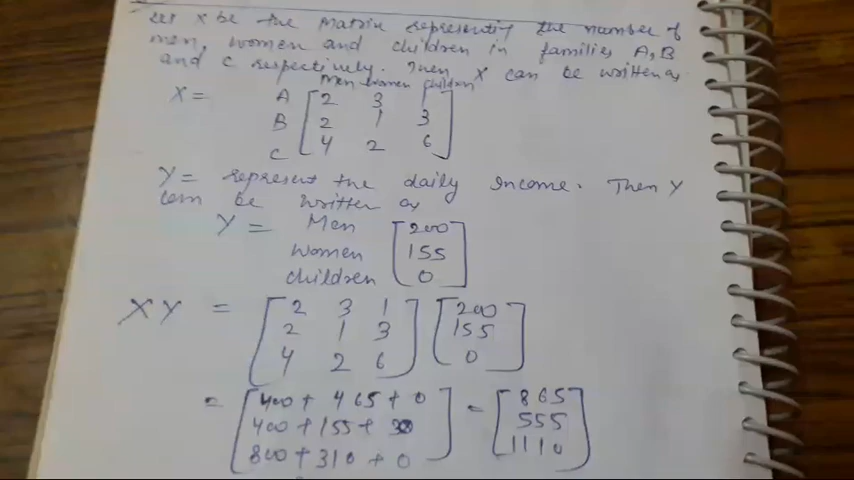 Let X be the Matrix representing the number of
men, women and children in families A, B
and C respectively. Then X can be written as
Men women children
X = A [ 2 3 1 ]
B [ 2 1 3 ]
C [ 4 2 6 ]
Y = represent the daily income. Then Y
can be written as
Y = Men [ 200 ]
women [ 155 ]
children [ 0 ]
XY = [ 2 3 1 ] [ 200 ]
[ 2 1 3 ] [ 155 ]
[ 4 2 6 ] [ 0 ]
= [ 400 + 465 + 0 ] = [ 865 ]
[ 400 + 155 + 0 ] [ 555 ]
[ 800 + 310 + 0 ] [ 1110 ]